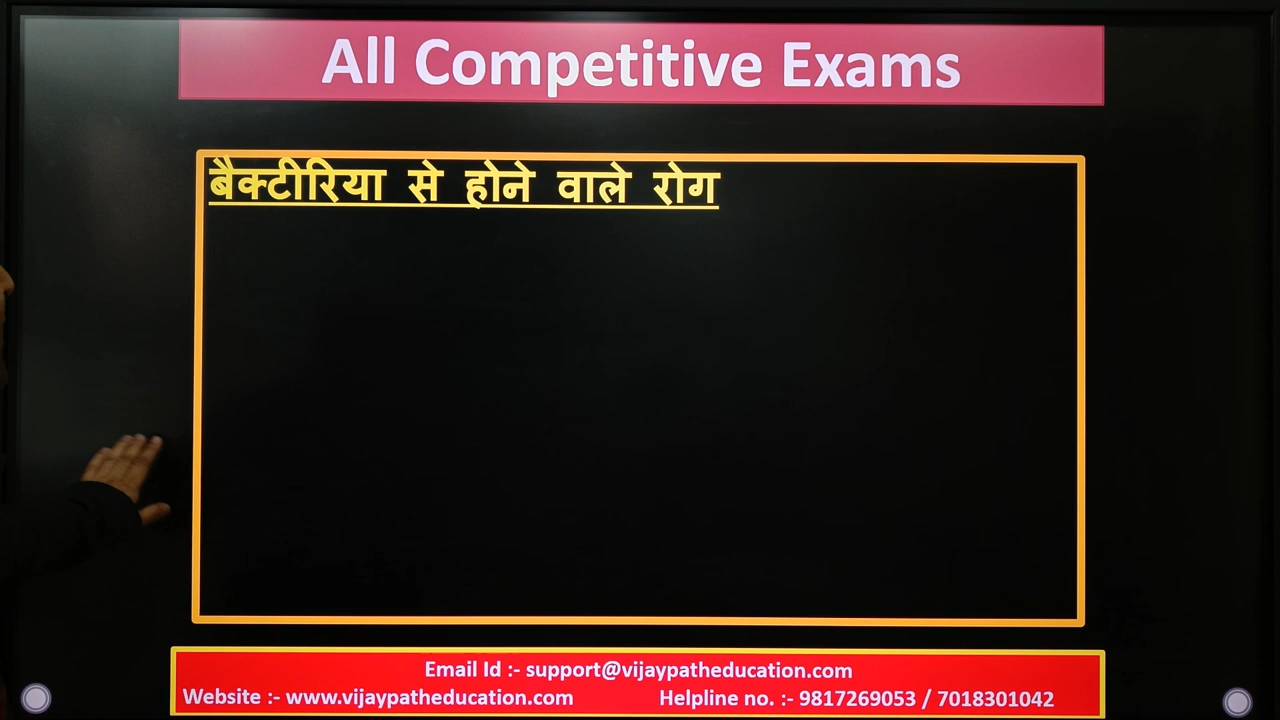 All Competitive Exams
बैक्टीरिया से होने वाले रोग
Email Id :- support@vijaypatheducation.com
Website :- www.vijaypatheducation.com Helpline no. :- 9817269053 / 7018301042